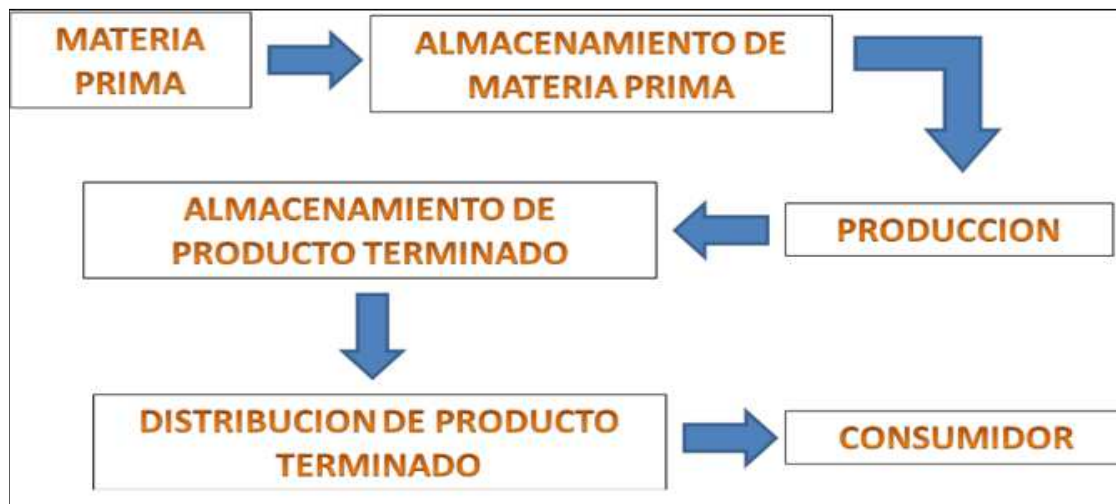 MATERIA
PRIMA
ALMACENAMIENTO DE
MATERIA PRIMA
PRODUCCION
ALMACENAMIENTO DE
PRODUCTO TERMINADO
DISTRIBUCION DE PRODUCTO
TERMINADO
CONSUMIDOR